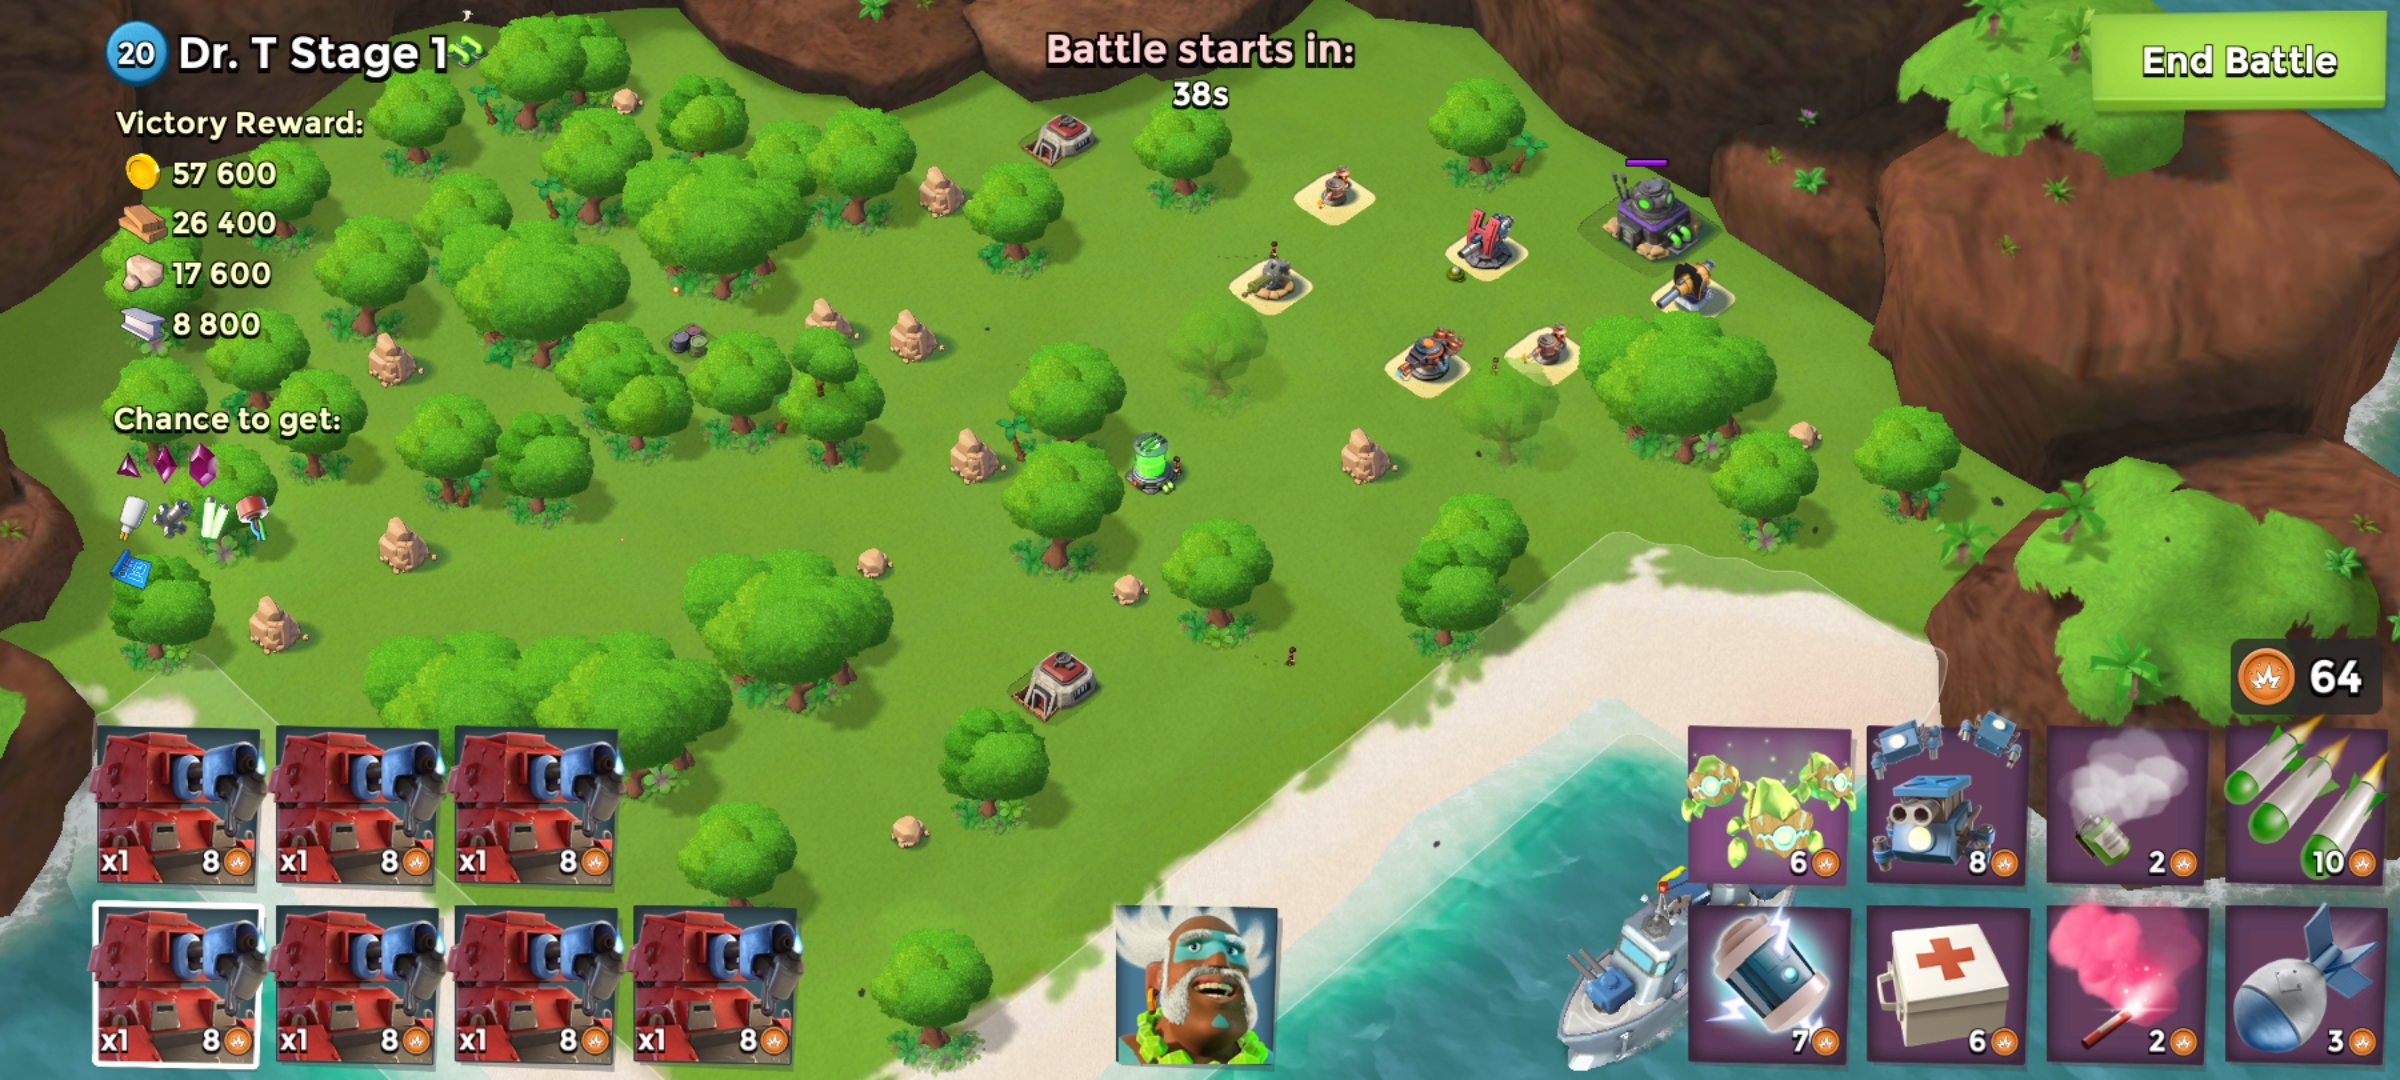 20 Dr. T Stage 1
Battle starts in:
38s
End Battle
Victory Reward:
57 600
26 400
17 600
8 800
Chance to get:
64
x1 8
x1 8
x1 8
6
8
2
10
x1 8
x1 8
x1 8
x1 8
7
6
2
3